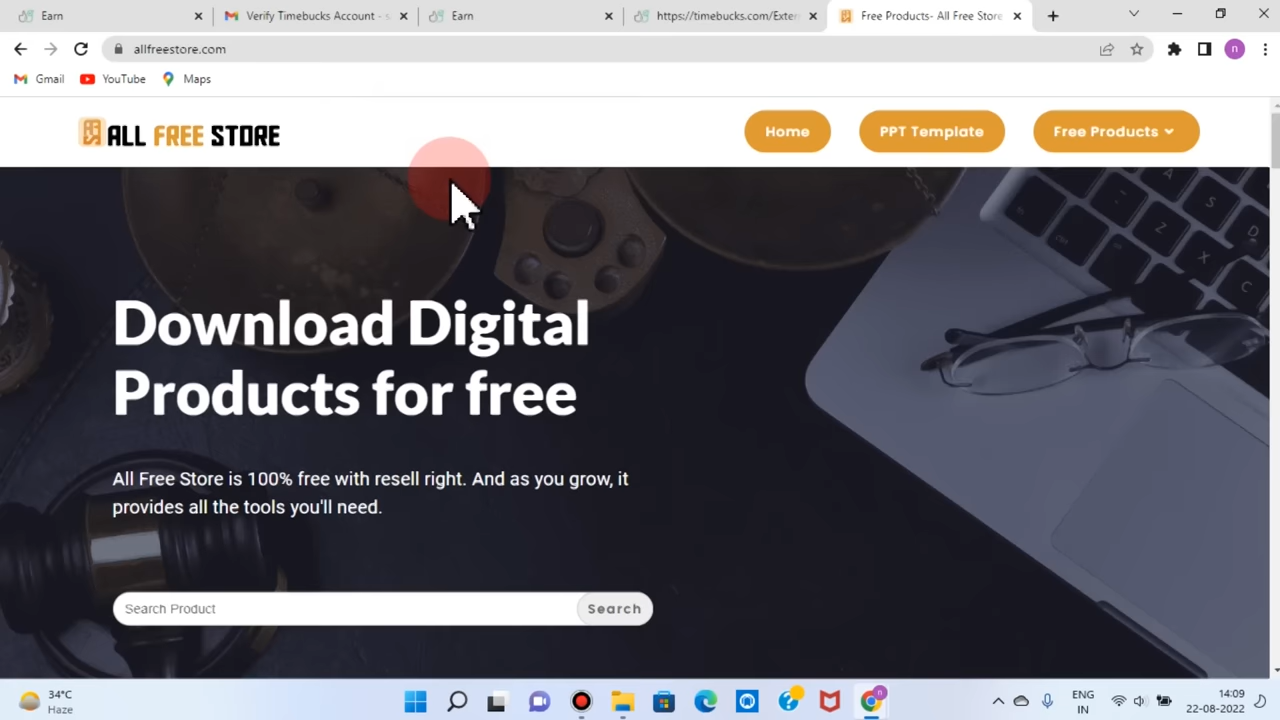 Earn
Verify Timebucks Account - s
Earn
https://timebucks.com/Exter
Free Products- All Free Store
allfreestore.com
Gmail
YouTube
Maps
ALL FREE STORE
Home
PPT Template
Free Products
Download Digital
Products for free
All Free Store is 100% free with resell right. And as you grow, it
provides all the tools you'll need.
Search Product
Search
34°C
Haze
ENG
IN
14:09
22-08-2022